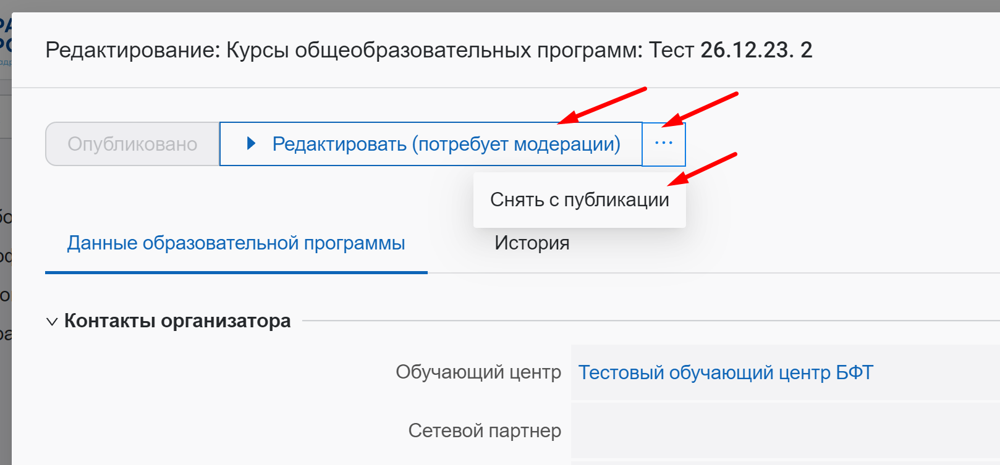 Редактирование: Курсы общеобразовательных программ: Тест 26.12.23. 2
Опубликовано
Редактировать (потребует модерации)
...
Снять с публикации
Данные образовательной программы
История
Контакты организатора
Обучающий центр
Тестовый обучающий центр БФТ
Сетевой партнер